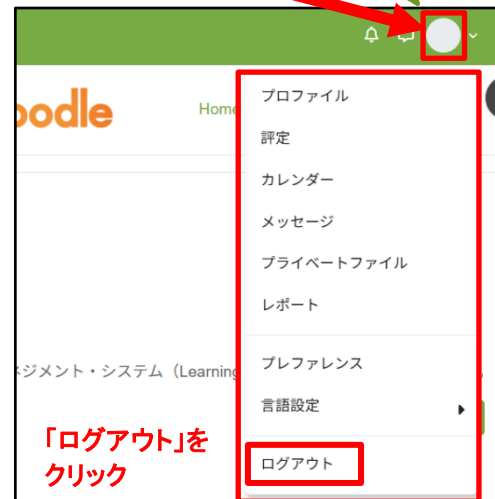 oodle
Home
プロファイル
評定
カレンダー
メッセージ
プライベートファイル
レポート
ネジメント・システム（Learning
プレファレンス
言語設定
ログアウト
「ログアウト」を
クリック